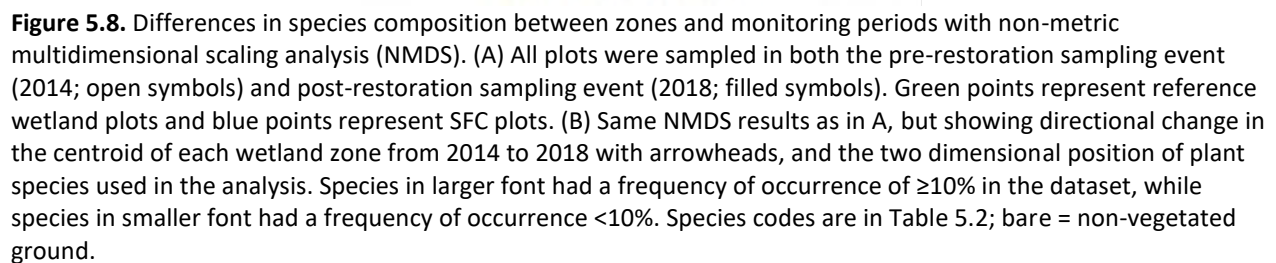 Figure 5.8. Differences in species composition between zones and monitoring periods with non-metric
multidimensional scaling analysis (NMDS). (A) All plots were sampled in both the pre-restoration sampling event
(2014; open symbols) and post-restoration sampling event (2018; filled symbols). Green points represent reference
wetland plots and blue points represent SFC plots. (B) Same NMDS results as in A, but showing directional change in
the centroid of each wetland zone from 2014 to 2018 with arrowheads, and the two dimensional position of plant
species used in the analysis. Species in larger font had a frequency of occurrence of ≥10% in the dataset, while
species in smaller font had a frequency of occurrence <10%. Species codes are in Table 5.2; bare = non-vegetated
ground.